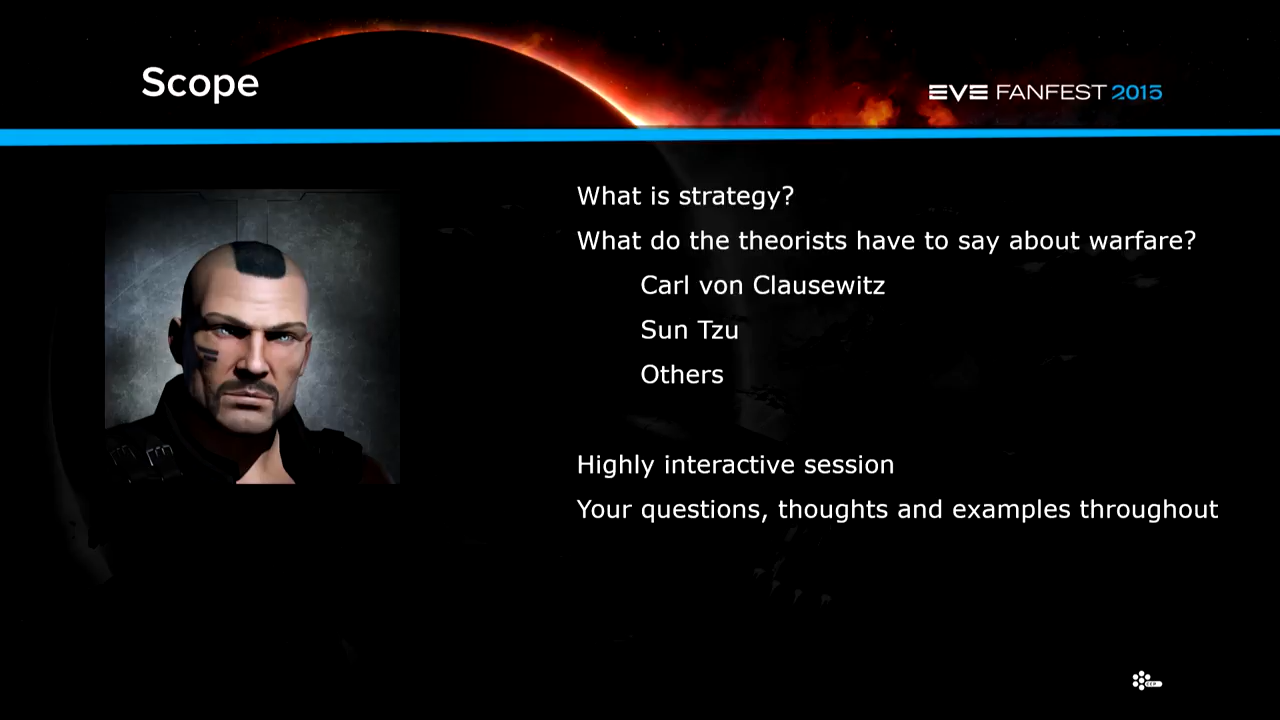 Scope
EVE FANFEST 2015
What is strategy?
What do the theorists have to say about warfare?
Carl von Clausewitz
Sun Tzu
Others
Highly interactive session
Your questions, thoughts and examples throughout
CCP